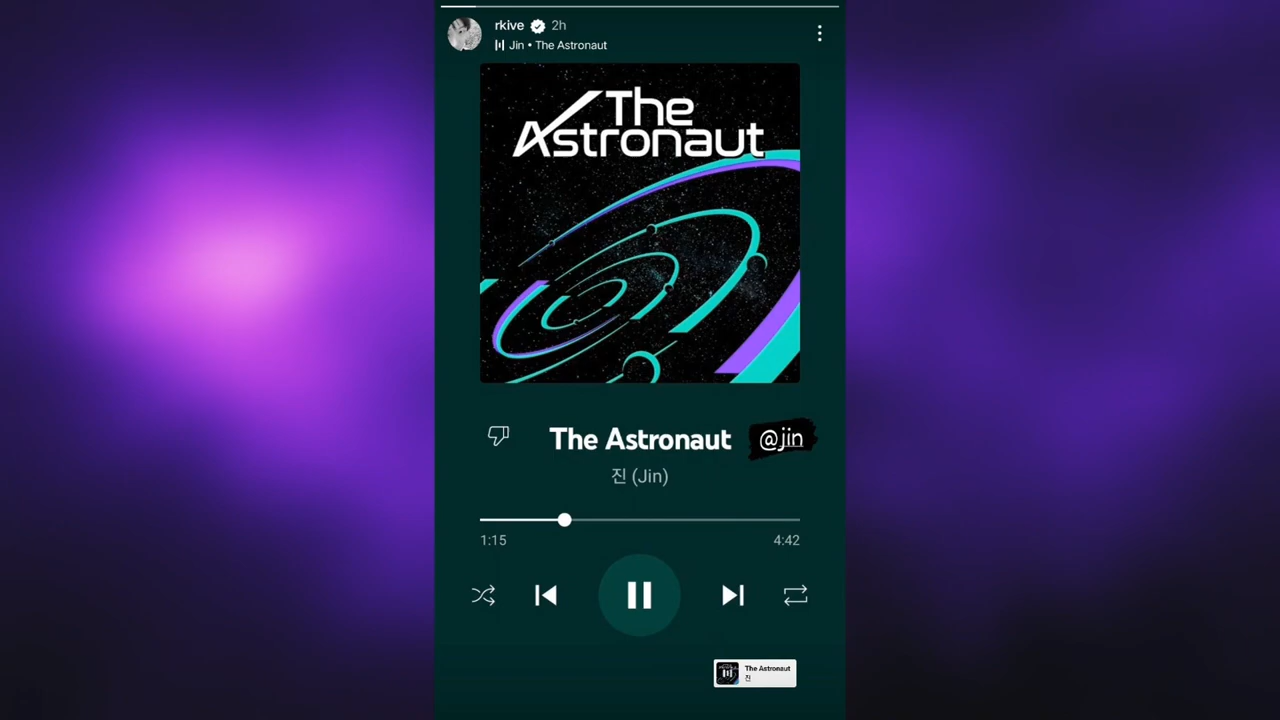 rkive 2h
Jin • The Astronaut
The
Astronaut
The Astronaut @jin
진 (Jin)
1:15 4:42
The Astronaut
진